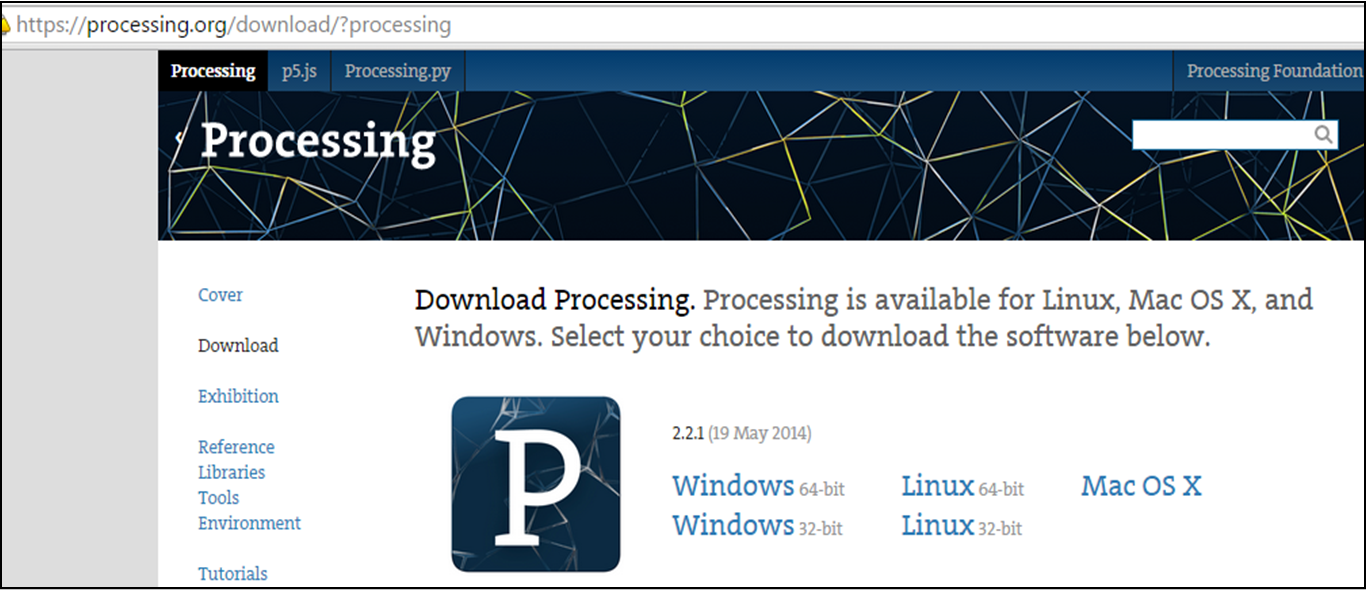 https://processing.org/download/?processing
Processing p5.js Processing.py Processing Foundation
Processing
Cover
Download
Exhibition
Reference
Libraries
Tools
Environment
Tutorials
Download Processing. Processing is available for Linux, Mac OS X, and
Windows. Select your choice to download the software below.
P
2.2.1 (19 May 2014)
Windows 64-bit Linux 64-bit Mac OS X
Windows 32-bit Linux 32-bit